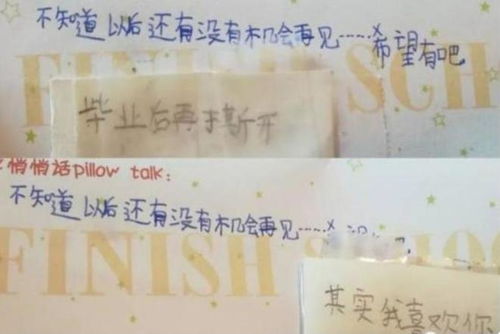 不知道以后还有没有机会再见……希望有吧
FINISH SCH
毕业后再撕开
悄悄话pillow talk:
不知道以后还有没有机会再见……
FINISH
其实我喜欢你